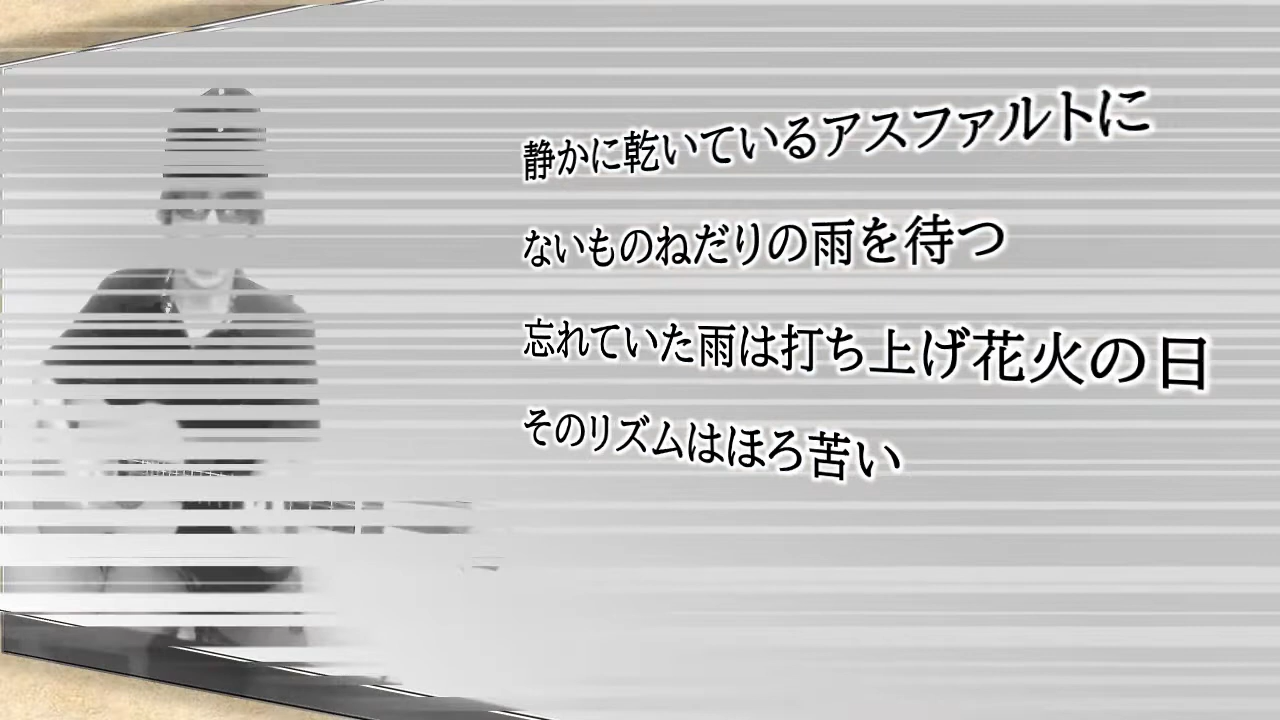 静かに乾いているアスファルトに
ないものねだりの雨を待つ
忘れていた雨は打ち上げ花火の日
そのリズムはほろ苦い